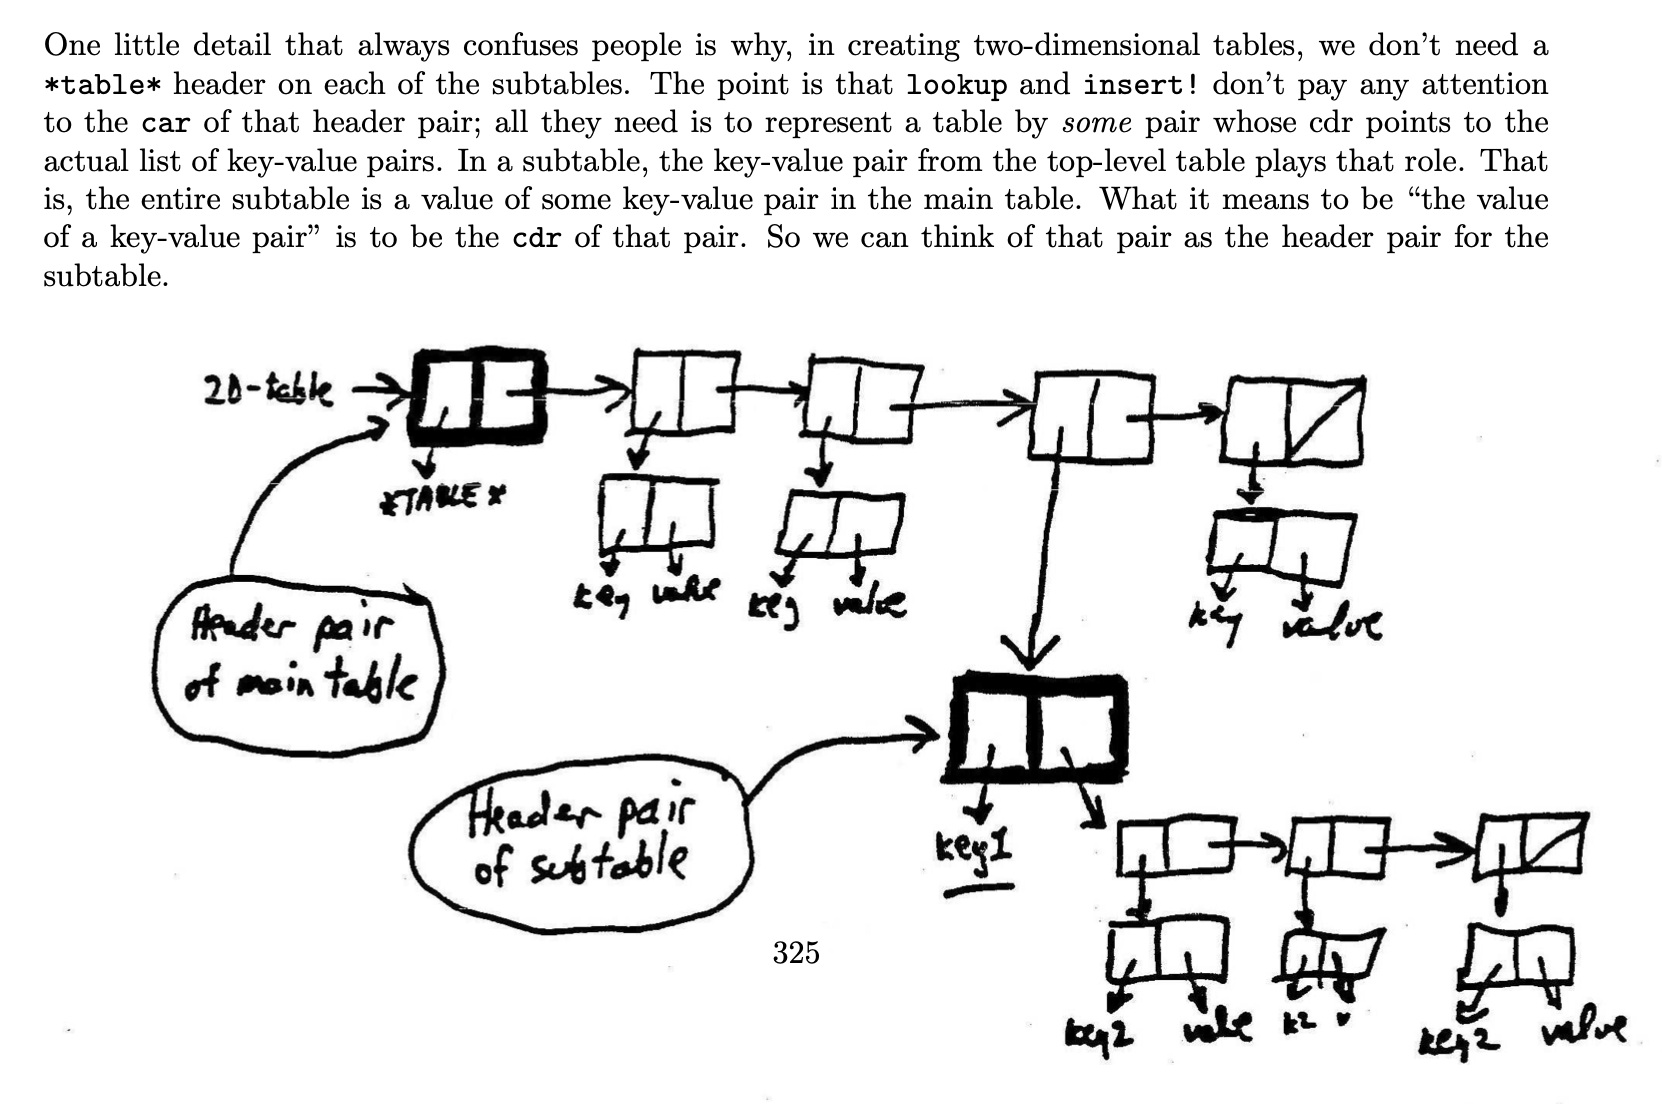 One little detail that always confuses people is why, in creating two-dimensional tables, we don’t need a
*table* header on each of the subtables. The point is that lookup and insert! don’t pay any attention
to the car of that header pair; all they need is to represent a table by some pair whose cdr points to the
actual list of key-value pairs. In a subtable, the key-value pair from the top-level table plays that role. That
is, the entire subtable is a value of some key-value pair in the main table. What it means to be “the value
of a key-value pair” is to be the cdr of that pair. So we can think of that pair as the header pair for the
subtable.
2D-table
*TABLE*
key value
key value
key value
Header pair
of main table
Header pair
of subtable
key1
key2 value
k2 v
key2 value
325